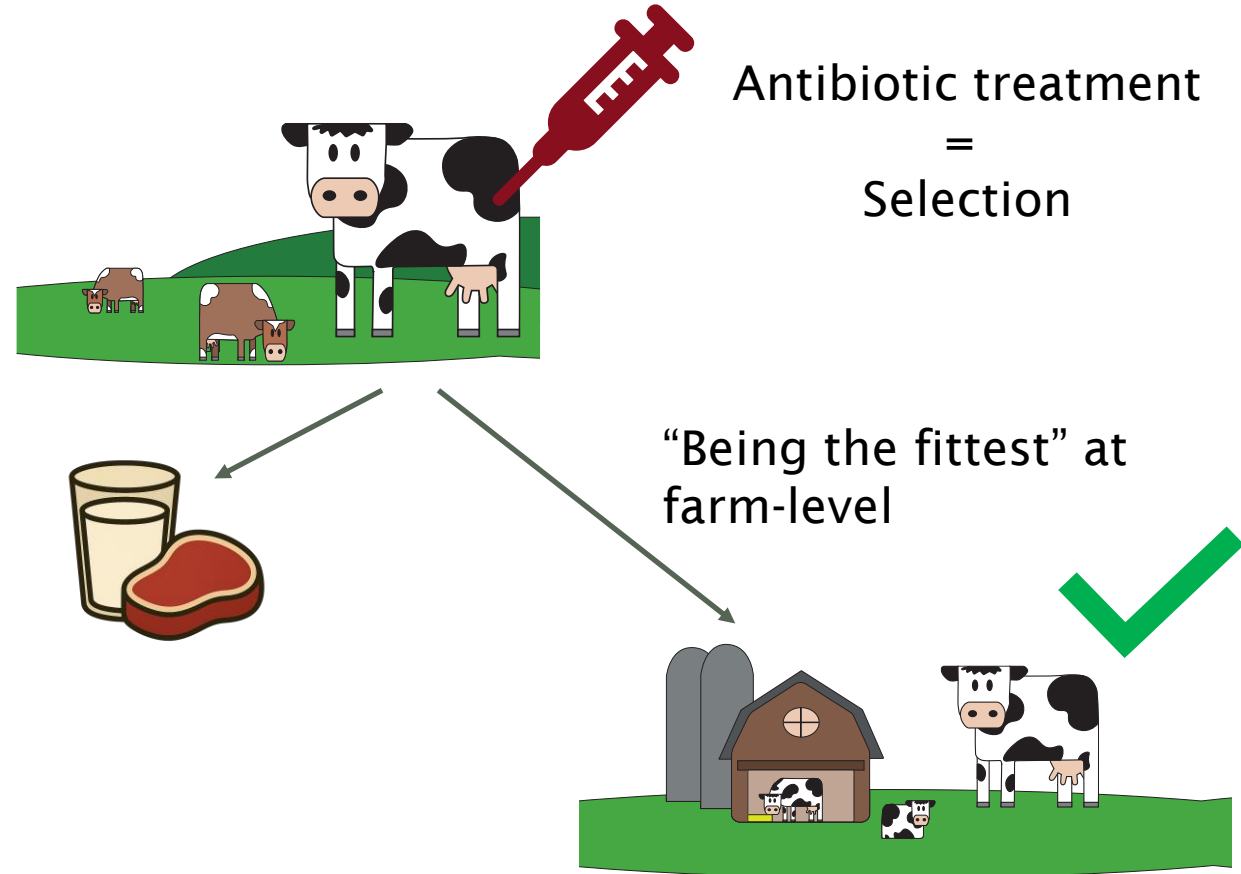 Antibiotic treatment
=
Selection
“Being the fittest” at
farm-level